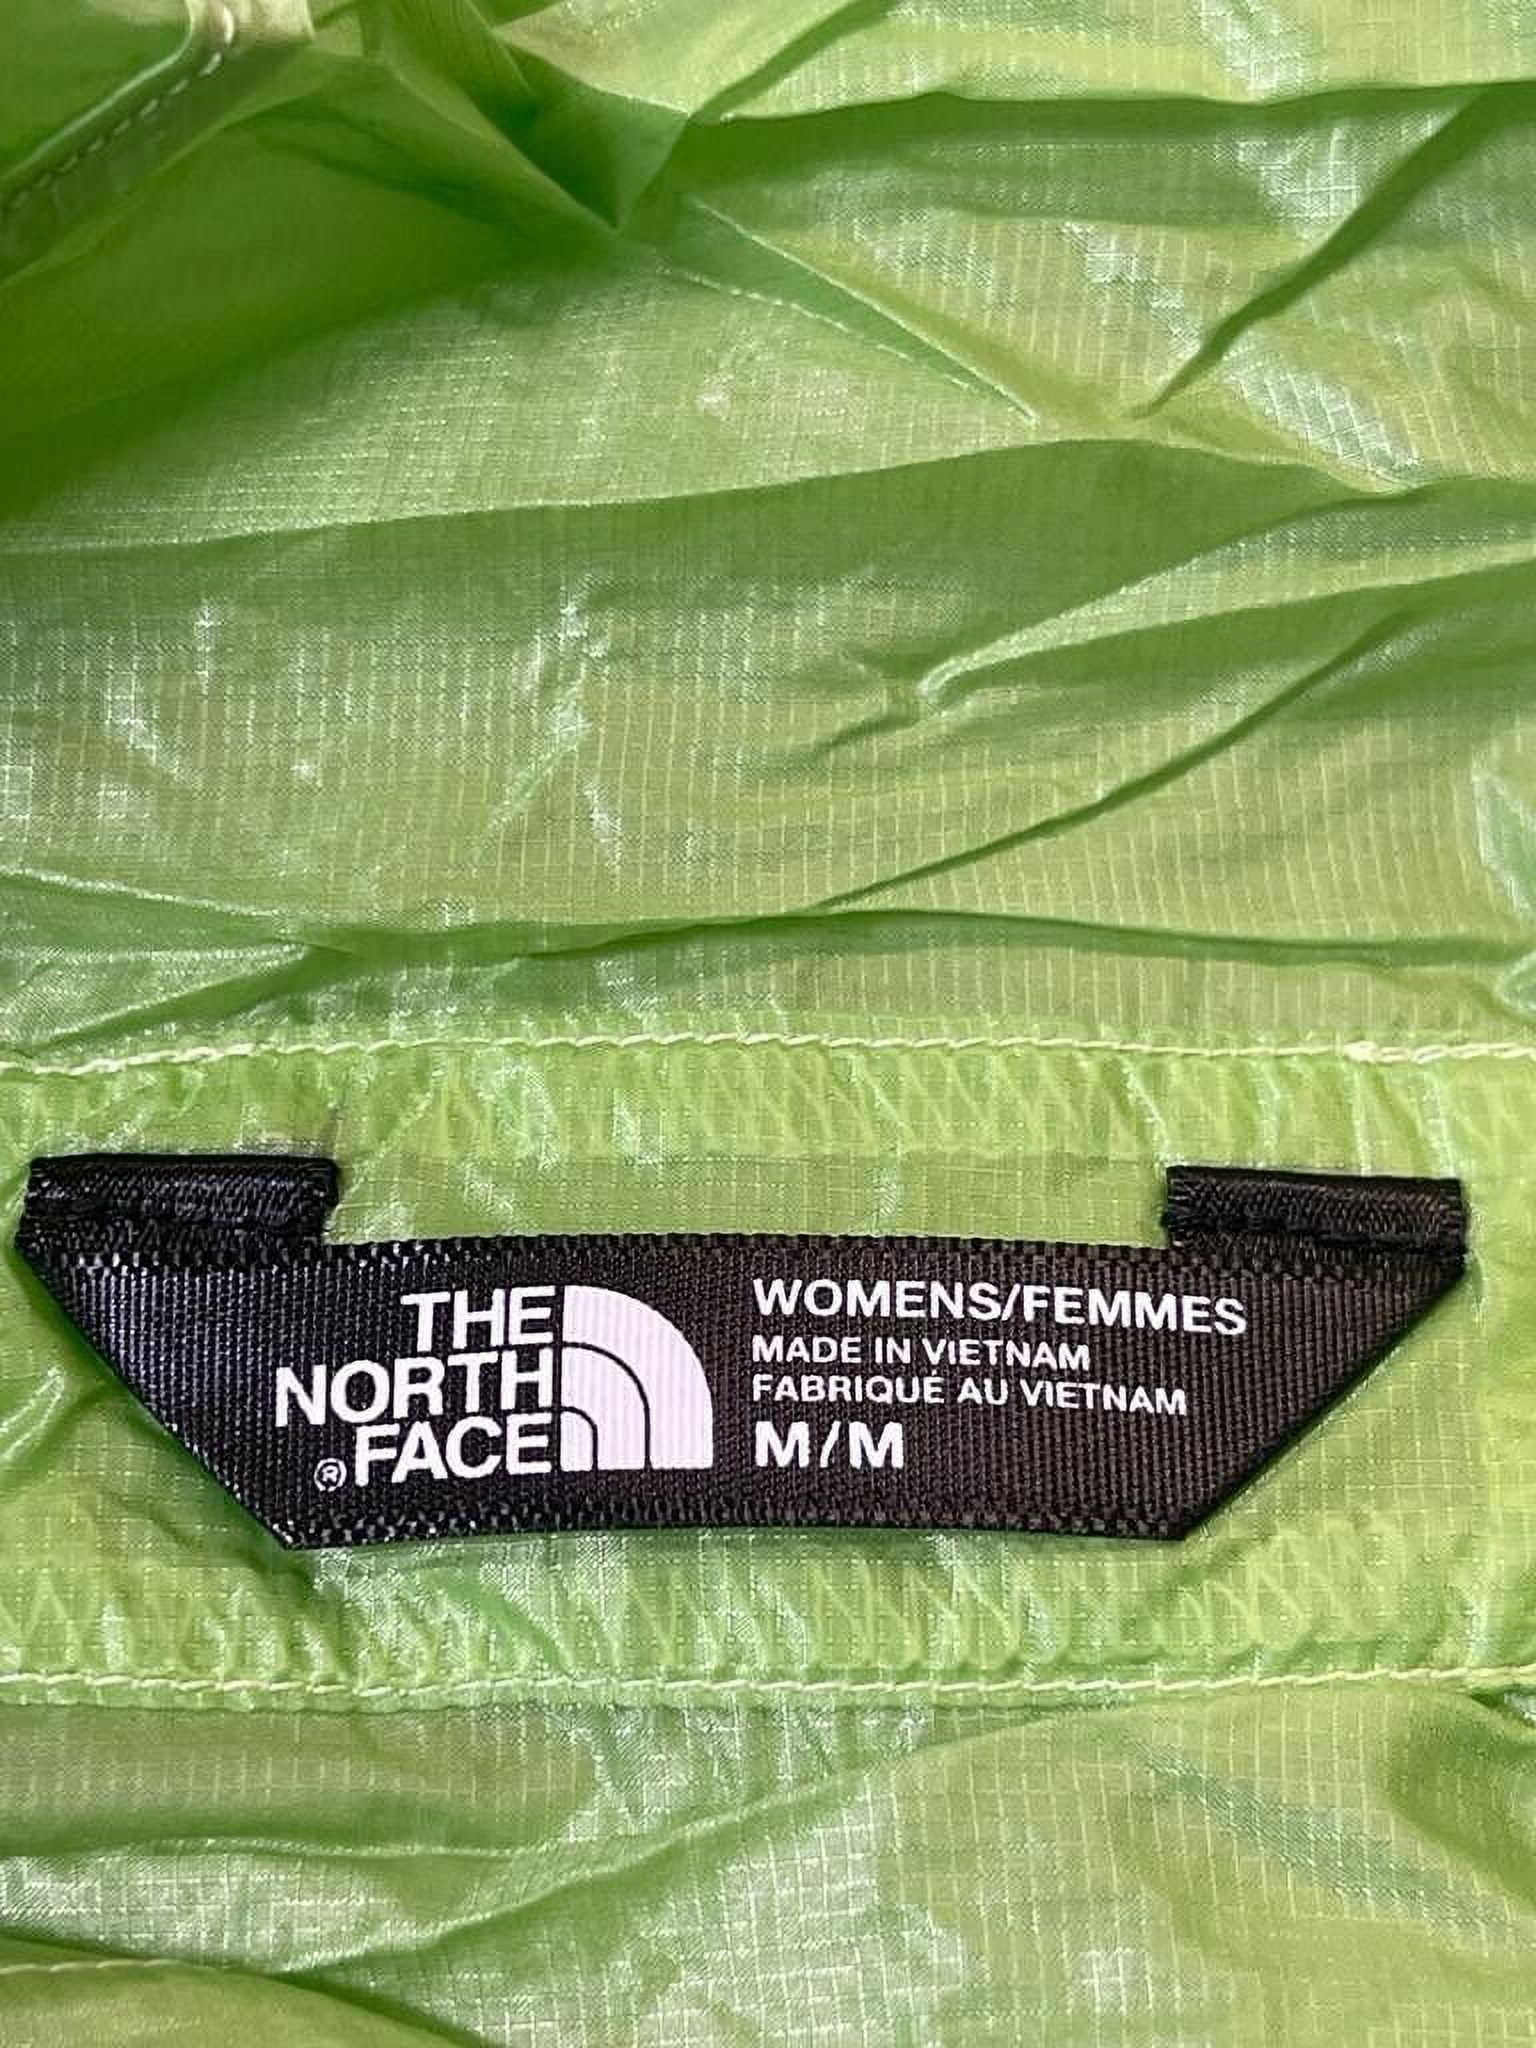 THE
NORTH
FACE
®
WOMENS/FEMMES
MADE IN VIETNAM
FABRIQUÉ AU VIETNAM
M/M